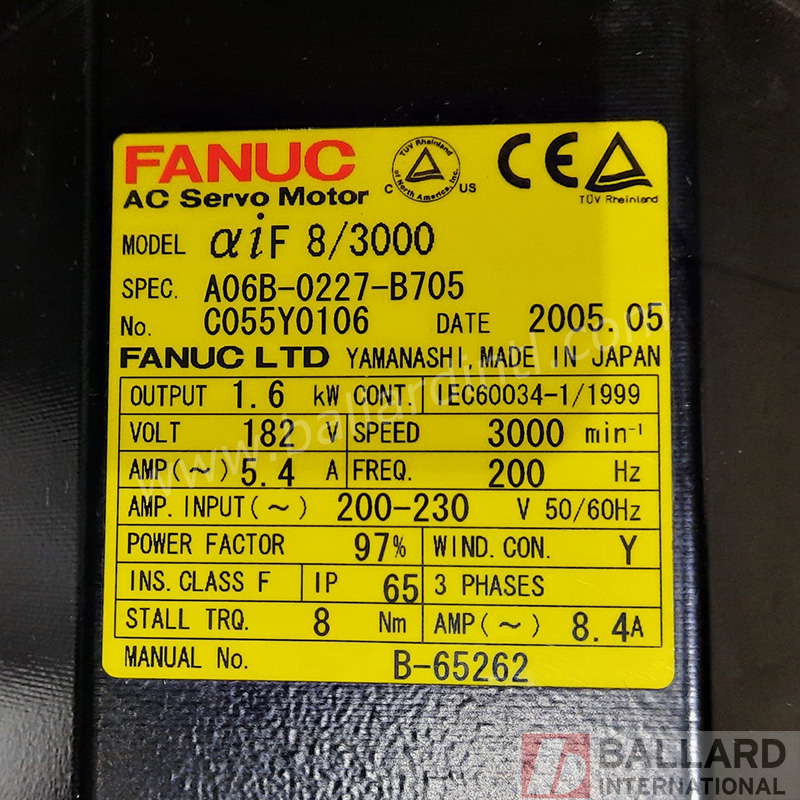 FANUC
AC Servo Motor
TÜV Rheinland of North America, Inc.
C US
CE
TÜV Rheinland
MODEL αiF 8/3000
SPEC. A06B-0227-B705
No. C055Y0106 DATE 2005.05
FANUC LTD YAMANASHI, MADE IN JAPAN
OUTPUT 1.6 kW CONT. IEC60034-1/1999
VOLT 182 V SPEED 3000 min-1
AMP(~) 5.4 A FREQ. 200 Hz
AMP. INPUT(~) 200-230 V 50/60Hz
POWER FACTOR 97% WIND. CON. Y
INS. CLASS F IP 65 3 PHASES
STALL TRQ. 8 Nm AMP(~) 8.4A
MANUAL No. B-65262
www.ballardintl.com
BALLARD
INTERNATIONAL